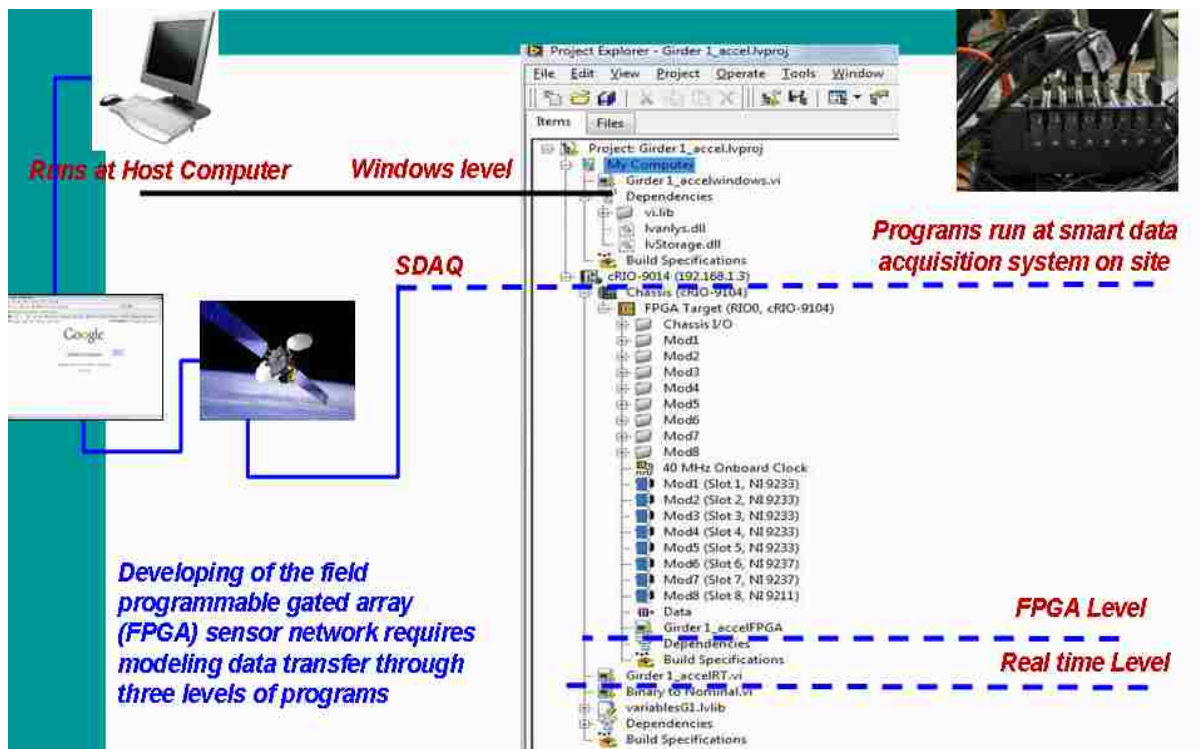 Project Explorer - Girder 1_accel.lvproj
File Edit View Project Operate Tools Window
Items Files
Project: Girder 1_accel.lvproj
My Computer
Girder 1_accelwindows.vi
Dependencies
vi.lib
lvanlys.dll
lvStorage.dll
Build Specifications
cRIO-9014 (192.168.1.3)
Chassis (cRIO-9104)
FPGA Target (RIO0, cRIO-9104)
Chassis I/O
Mod1
Mod2
Mod3
Mod4
Mod5
Mod6
Mod7
Mod8
40 MHz Onboard Clock
Mod1 (Slot 1, NI 9233)
Mod2 (Slot 2, NI 9233)
Mod3 (Slot 3, NI 9233)
Mod4 (Slot 4, NI 9233)
Mod5 (Slot 5, NI 9233)
Mod6 (Slot 6, NI 9237)
Mod7 (Slot 7, NI 9237)
Mod8 (Slot 8, NI 9211)
Data
Girder 1_accelFPGA
Dependencies
Build Specifications
Girder 1_accelRT.vi
Binary to Nominal.vi
variablesG1.lvlib
Dependencies
Build Specifications
Runs at Host Computer
Windows level
SDAQ
Programs run at smart data
acquisition system on site
Google
Developing of the field
programmable gated array
(FPGA) sensor network requires
modeling data transfer through
three levels of programs
FPGA Level
Real time Level